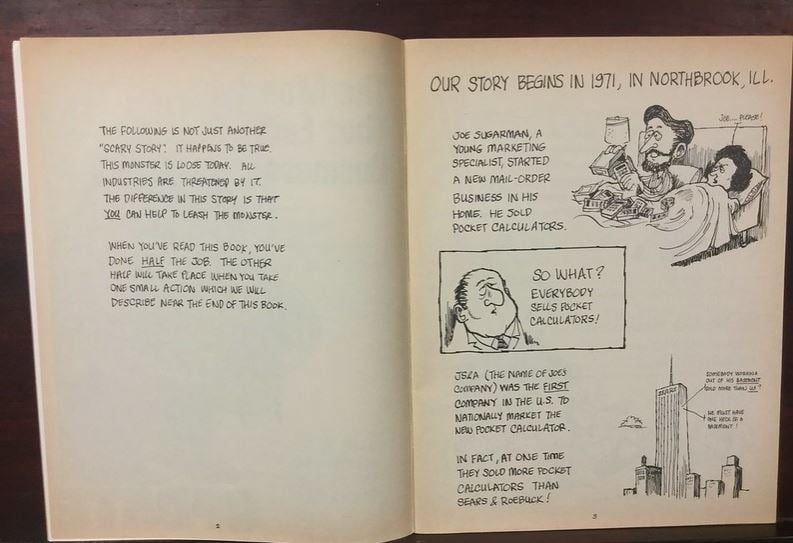 THE FOLLOWING IS NOT JUST ANOTHER
"SCARY STORY". IT HAPPENS TO BE TRUE.
THIS MONSTER IS LOOSE TODAY. ALL
INDUSTRIES ARE THREATENED BY IT.
THE DIFFERENCE IN THIS STORY IS THAT
YOU CAN HELP TO LEASH THE MONSTER.
WHEN YOU'VE READ THIS BOOK, YOU'VE
DONE HALF THE JOB. THE OTHER
HALF WILL TAKE PLACE WHEN YOU TAKE
ONE SMALL ACTION WHICH WE WILL
DESCRIBE NEAR THE END OF THIS BOOK.
2
OUR STORY BEGINS IN 1971, IN NORTHBROOK, ILL.
JOE SUGARMAN, A
YOUNG MARKETING
SPECIALIST, STARTED
A NEW MAIL-ORDER
BUSINESS IN HIS
HOME. HE SOLD
POCKET CALCULATORS.
JOE.... PLEASE!
SO WHAT?
EVERYBODY
SELLS POCKET
CALCULATORS!
JS&A (THE NAME OF JOE'S
COMPANY) WAS THE FIRST
COMPANY IN THE U.S. TO
NATIONALLY MARKET THE
NEW POCKET CALCULATOR.
IN FACT, AT ONE TIME
THEY SOLD MORE POCKET
CALCULATORS THAN
SEARS & ROEBUCK!
SOMEBODY WORKING
OUT OF HIS BASEMENT
SOLD MORE THAN US?
HE MUST HAVE
ONE HECK OF A
BASEMENT!
SEARS
3